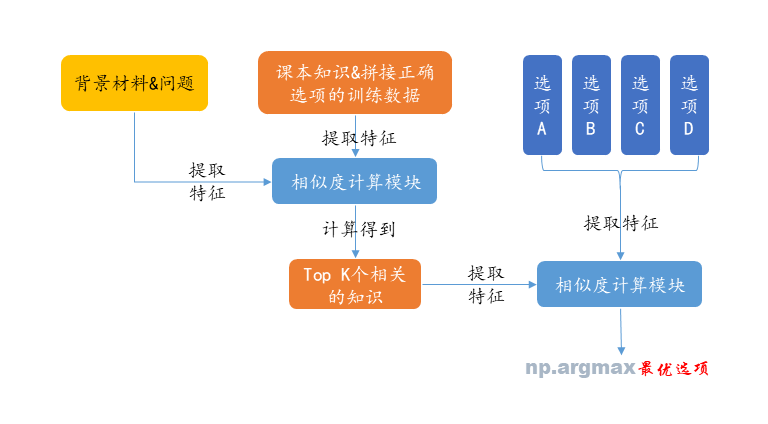 背景材料&问题
课本知识&拼接正确
选项的训练数据
选
项
A
选
项
B
选
项
C
选
项
D
提取特征
提取
特征
相似度计算模块
计算得到
提取特征
Top K个相关
的知识
提取
特征
相似度计算模块
np.argmax最优选项